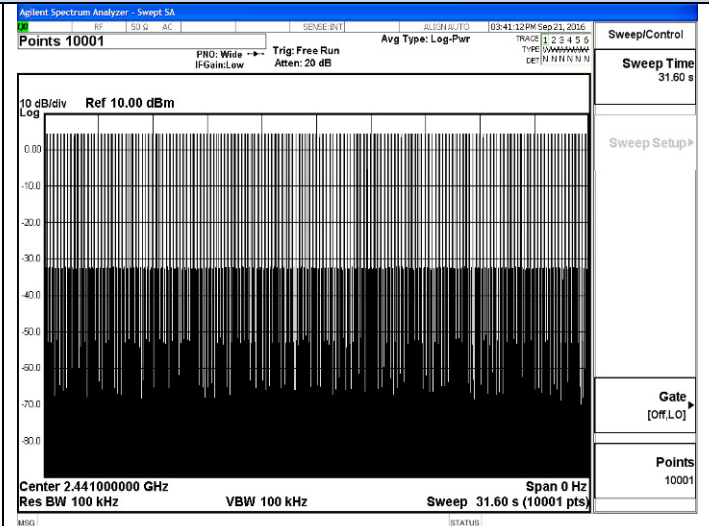 Agilent Spectrum Analyzer - Swept SA
RF 50 Ω AC SENSE:INT ALIGN AUTO 03:41:12 PM Sep 21, 2016
Points 10001
PNO: Wide
IFGain:Low
Trig: Free Run
Atten: 20 dB
Avg Type: Log-Pwr
TRACE 1 2 3 4 5 6
TYPE
DET N N N N N N
Sweep/Control
Sweep Time
31.60 s
Sweep Setup
Gate
[Off,LO]
Points
10001
10 dB/div Ref 10.00 dBm
Log
0.00
-10.0
-20.0
-30.0
-40.0
-50.0
-60.0
-70.0
-80.0
Center 2.441000000 GHz Span 0 Hz
Res BW 100 kHz VBW 100 kHz Sweep 31.60 s (10001 pts)
MSG STATUS